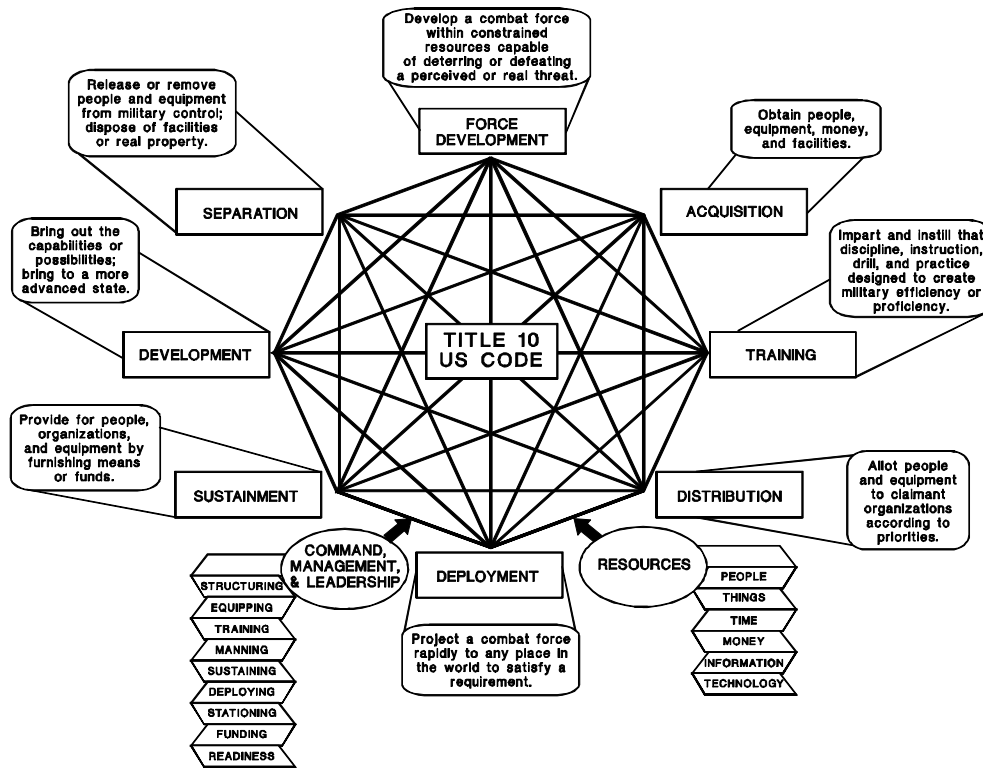 Develop a combat force
within constrained
resources capable
of deterring or defeating
a perceived or real threat.
FORCE
DEVELOPMENT
Release or remove
people and equipment
from military control;
dispose of facilities
or real property.
SEPARATION
Obtain people,
equipment, money,
and facilities.
ACQUISITION
Bring out the
capabilities or
possibilities;
bring to a more
advanced state.
DEVELOPMENT
Impart and instill that
discipline, instruction,
drill, and practice
designed to create
military efficiency or
proficiency.
TRAINING
TITLE 10
US CODE
Provide for people,
organizations,
and equipment by
furnishing means
or funds.
SUSTAINMENT
Allot people
and equipment
to claimant
organizations
according to
priorities.
DISTRIBUTION
COMMAND,
MANAGEMENT,
& LEADERSHIP
STRUCTURING
EQUIPPING
TRAINING
MANNING
SUSTAINING
DEPLOYING
STATIONING
FUNDING
READINESS
DEPLOYMENT
Project a combat force
rapidly to any place in
the world to satisfy a
requirement.
RESOURCES
PEOPLE
THINGS
TIME
MONEY
INFORMATION
TECHNOLOGY